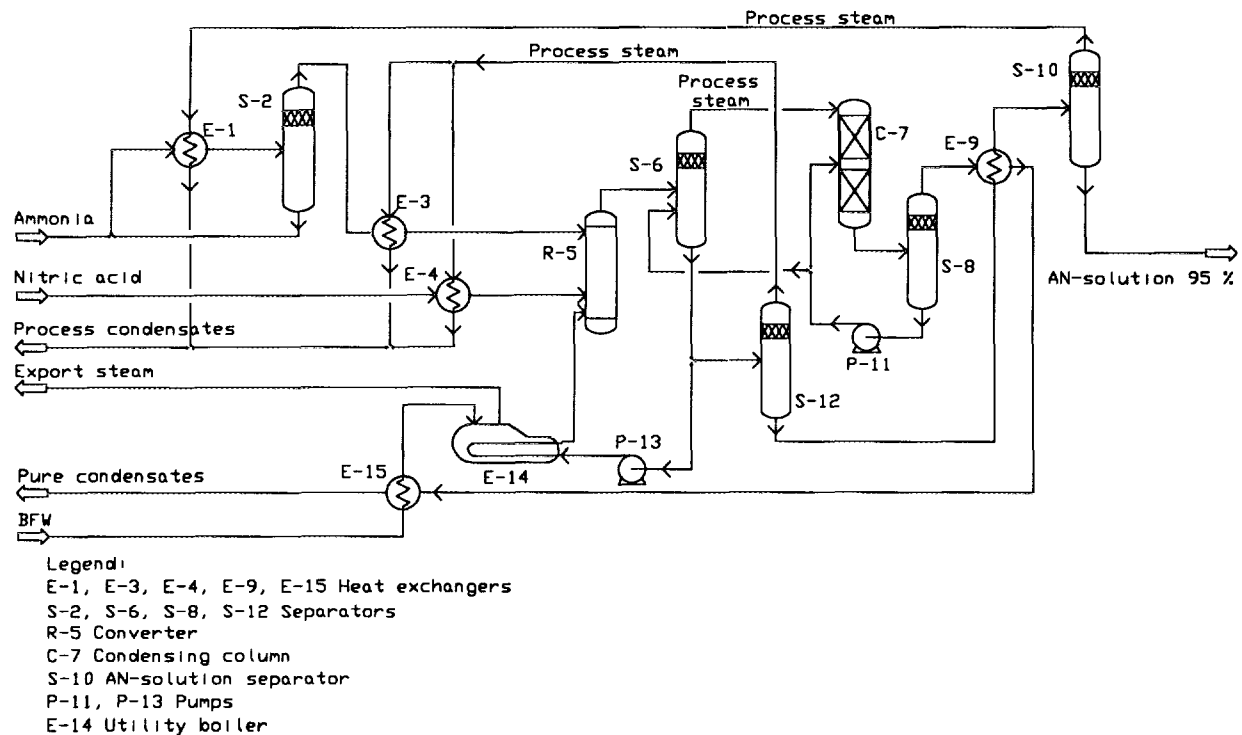 Process steam
Process steam
S-10
S-2
Process
steam
E-1
C-7
E-9
S-6
Ammonia
E-3
R-5
S-8
Nitric acid
E-4
AN-solution 95 %
Process condensates
P-11
Export steam
S-12
P-13
E-15
E-14
Pure condensates
BFW
Legend:
E-1, E-3, E-4, E-9, E-15 Heat exchangers
S-2, S-6, S-8, S-12 Separators
R-5 Converter
C-7 Condensing column
S-10 AN-solution separator
P-11, P-13 Pumps
E-14 Utility boiler